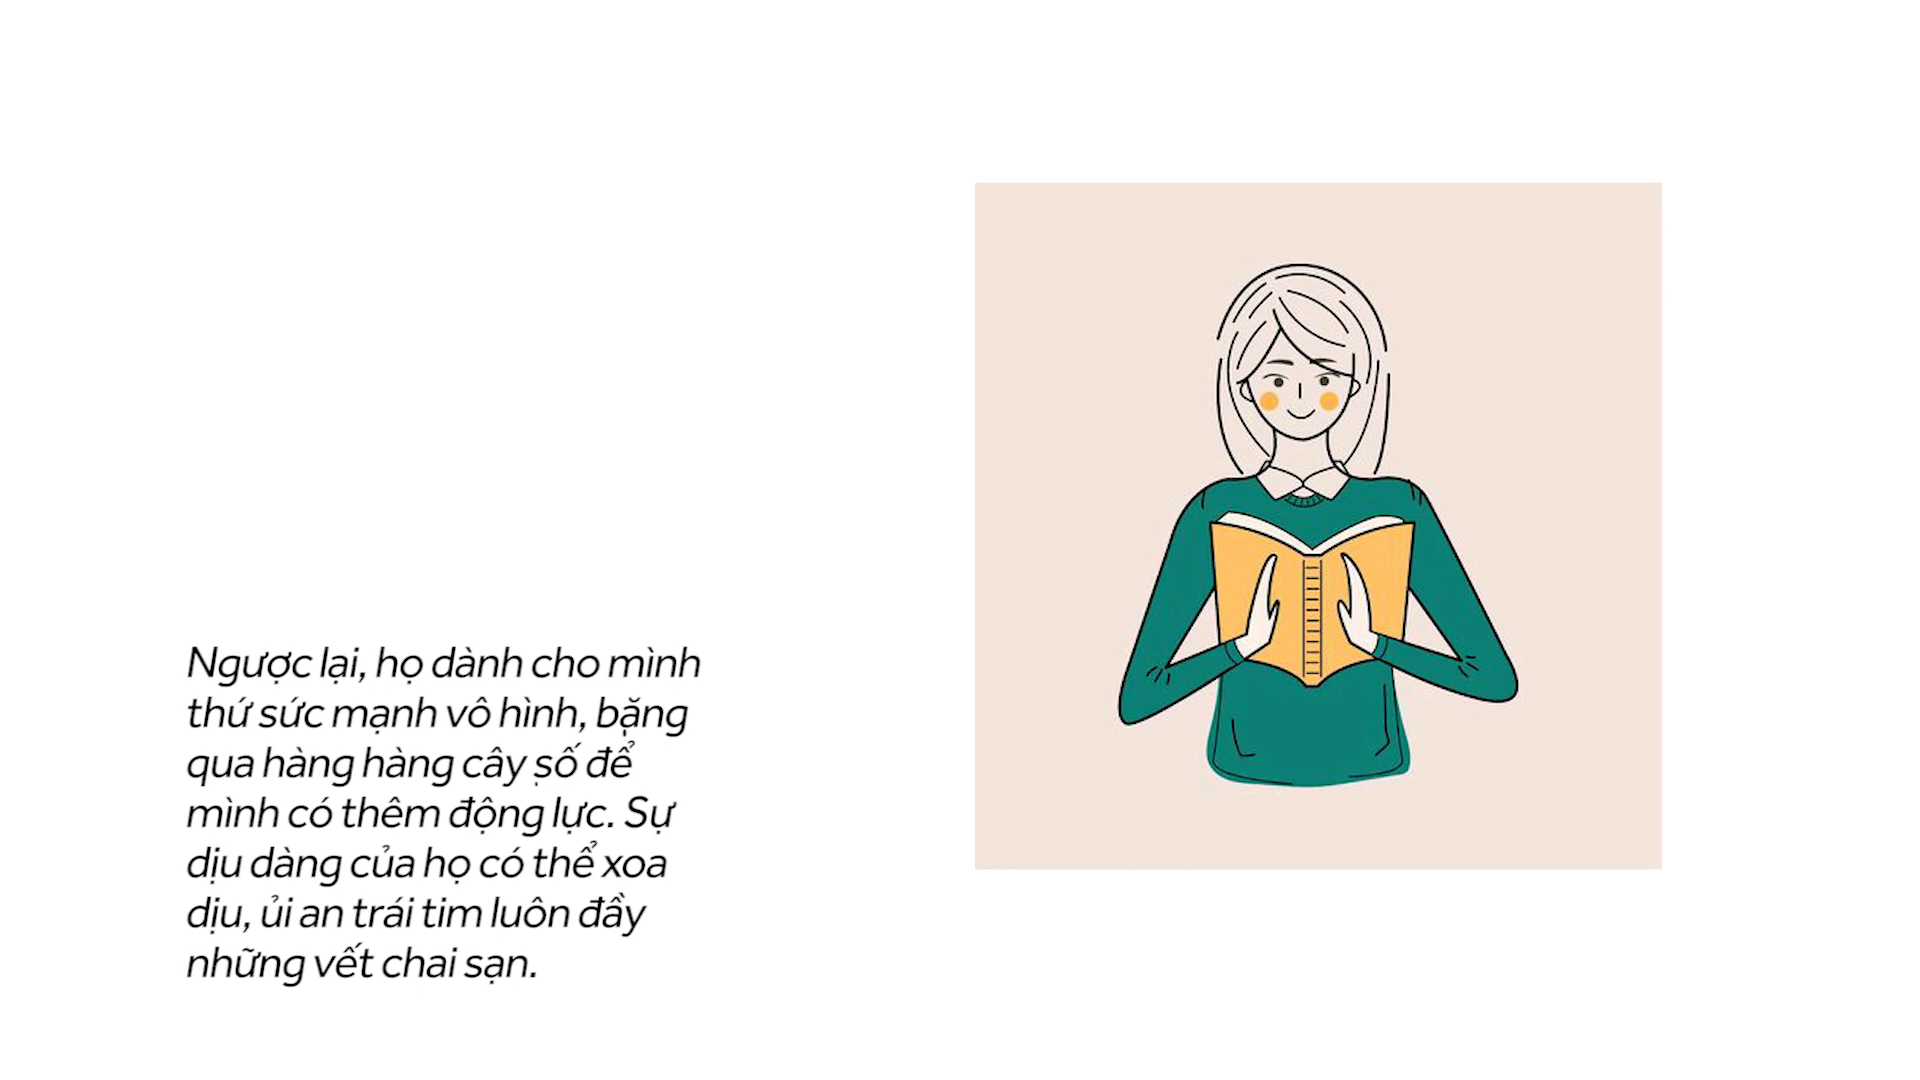 Ngược lại, họ dành cho mình
thứ sức mạnh vô hình, bặng
qua hàng hàng cây số để
mình có thêm động lực. Sự
dịu dàng của họ có thể xoa
dịu, ủi an trái tim luôn đầy
những vết chai sạn.